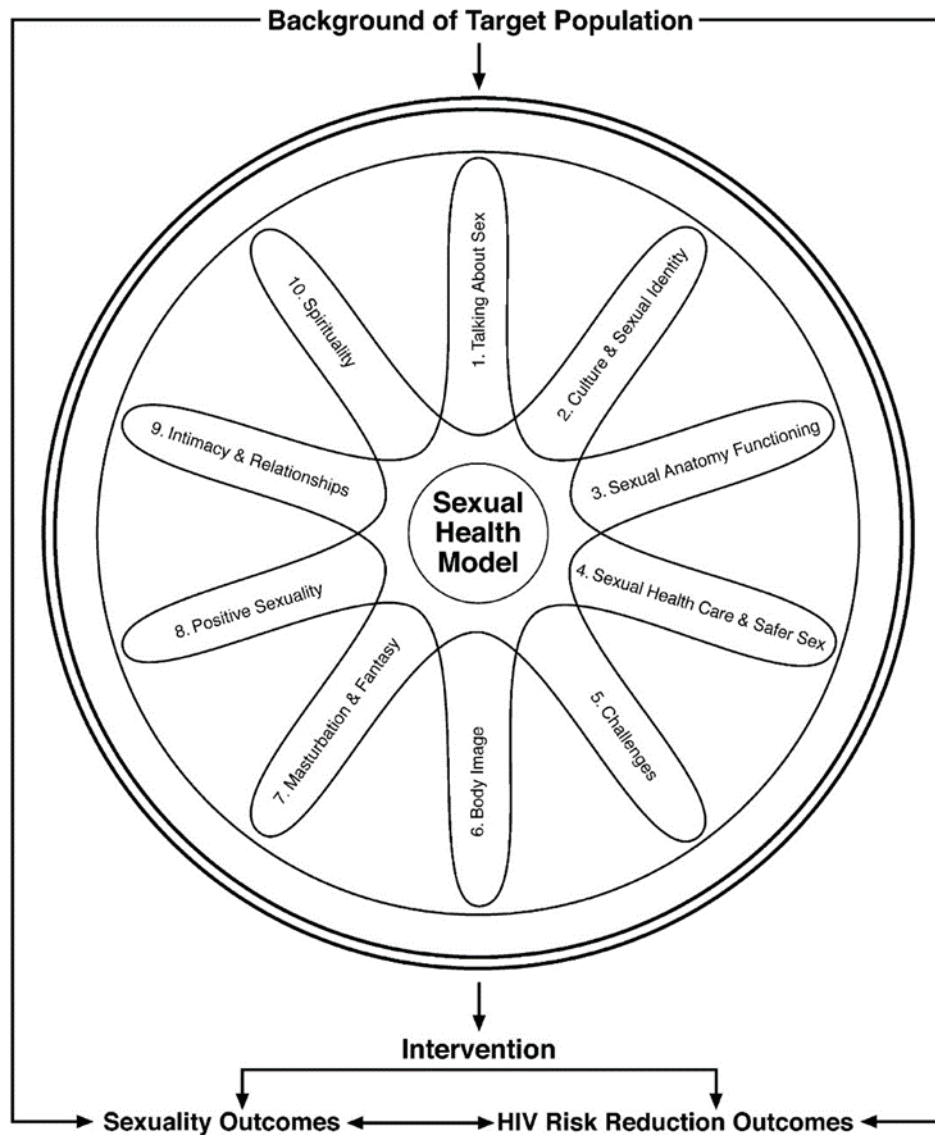 Background of Target Population
1. Talking About Sex
2. Culture & Sexual Identity
3. Sexual Anatomy Functioning
4. Sexual Health Care & Safer Sex
5. Challenges
6. Body Image
7. Masturbation & Fantasy
8. Positive Sexuality
9. Intimacy & Relationships
10. Spirituality
Sexual
Health
Model
Intervention
Sexuality Outcomes
HIV Risk Reduction Outcomes